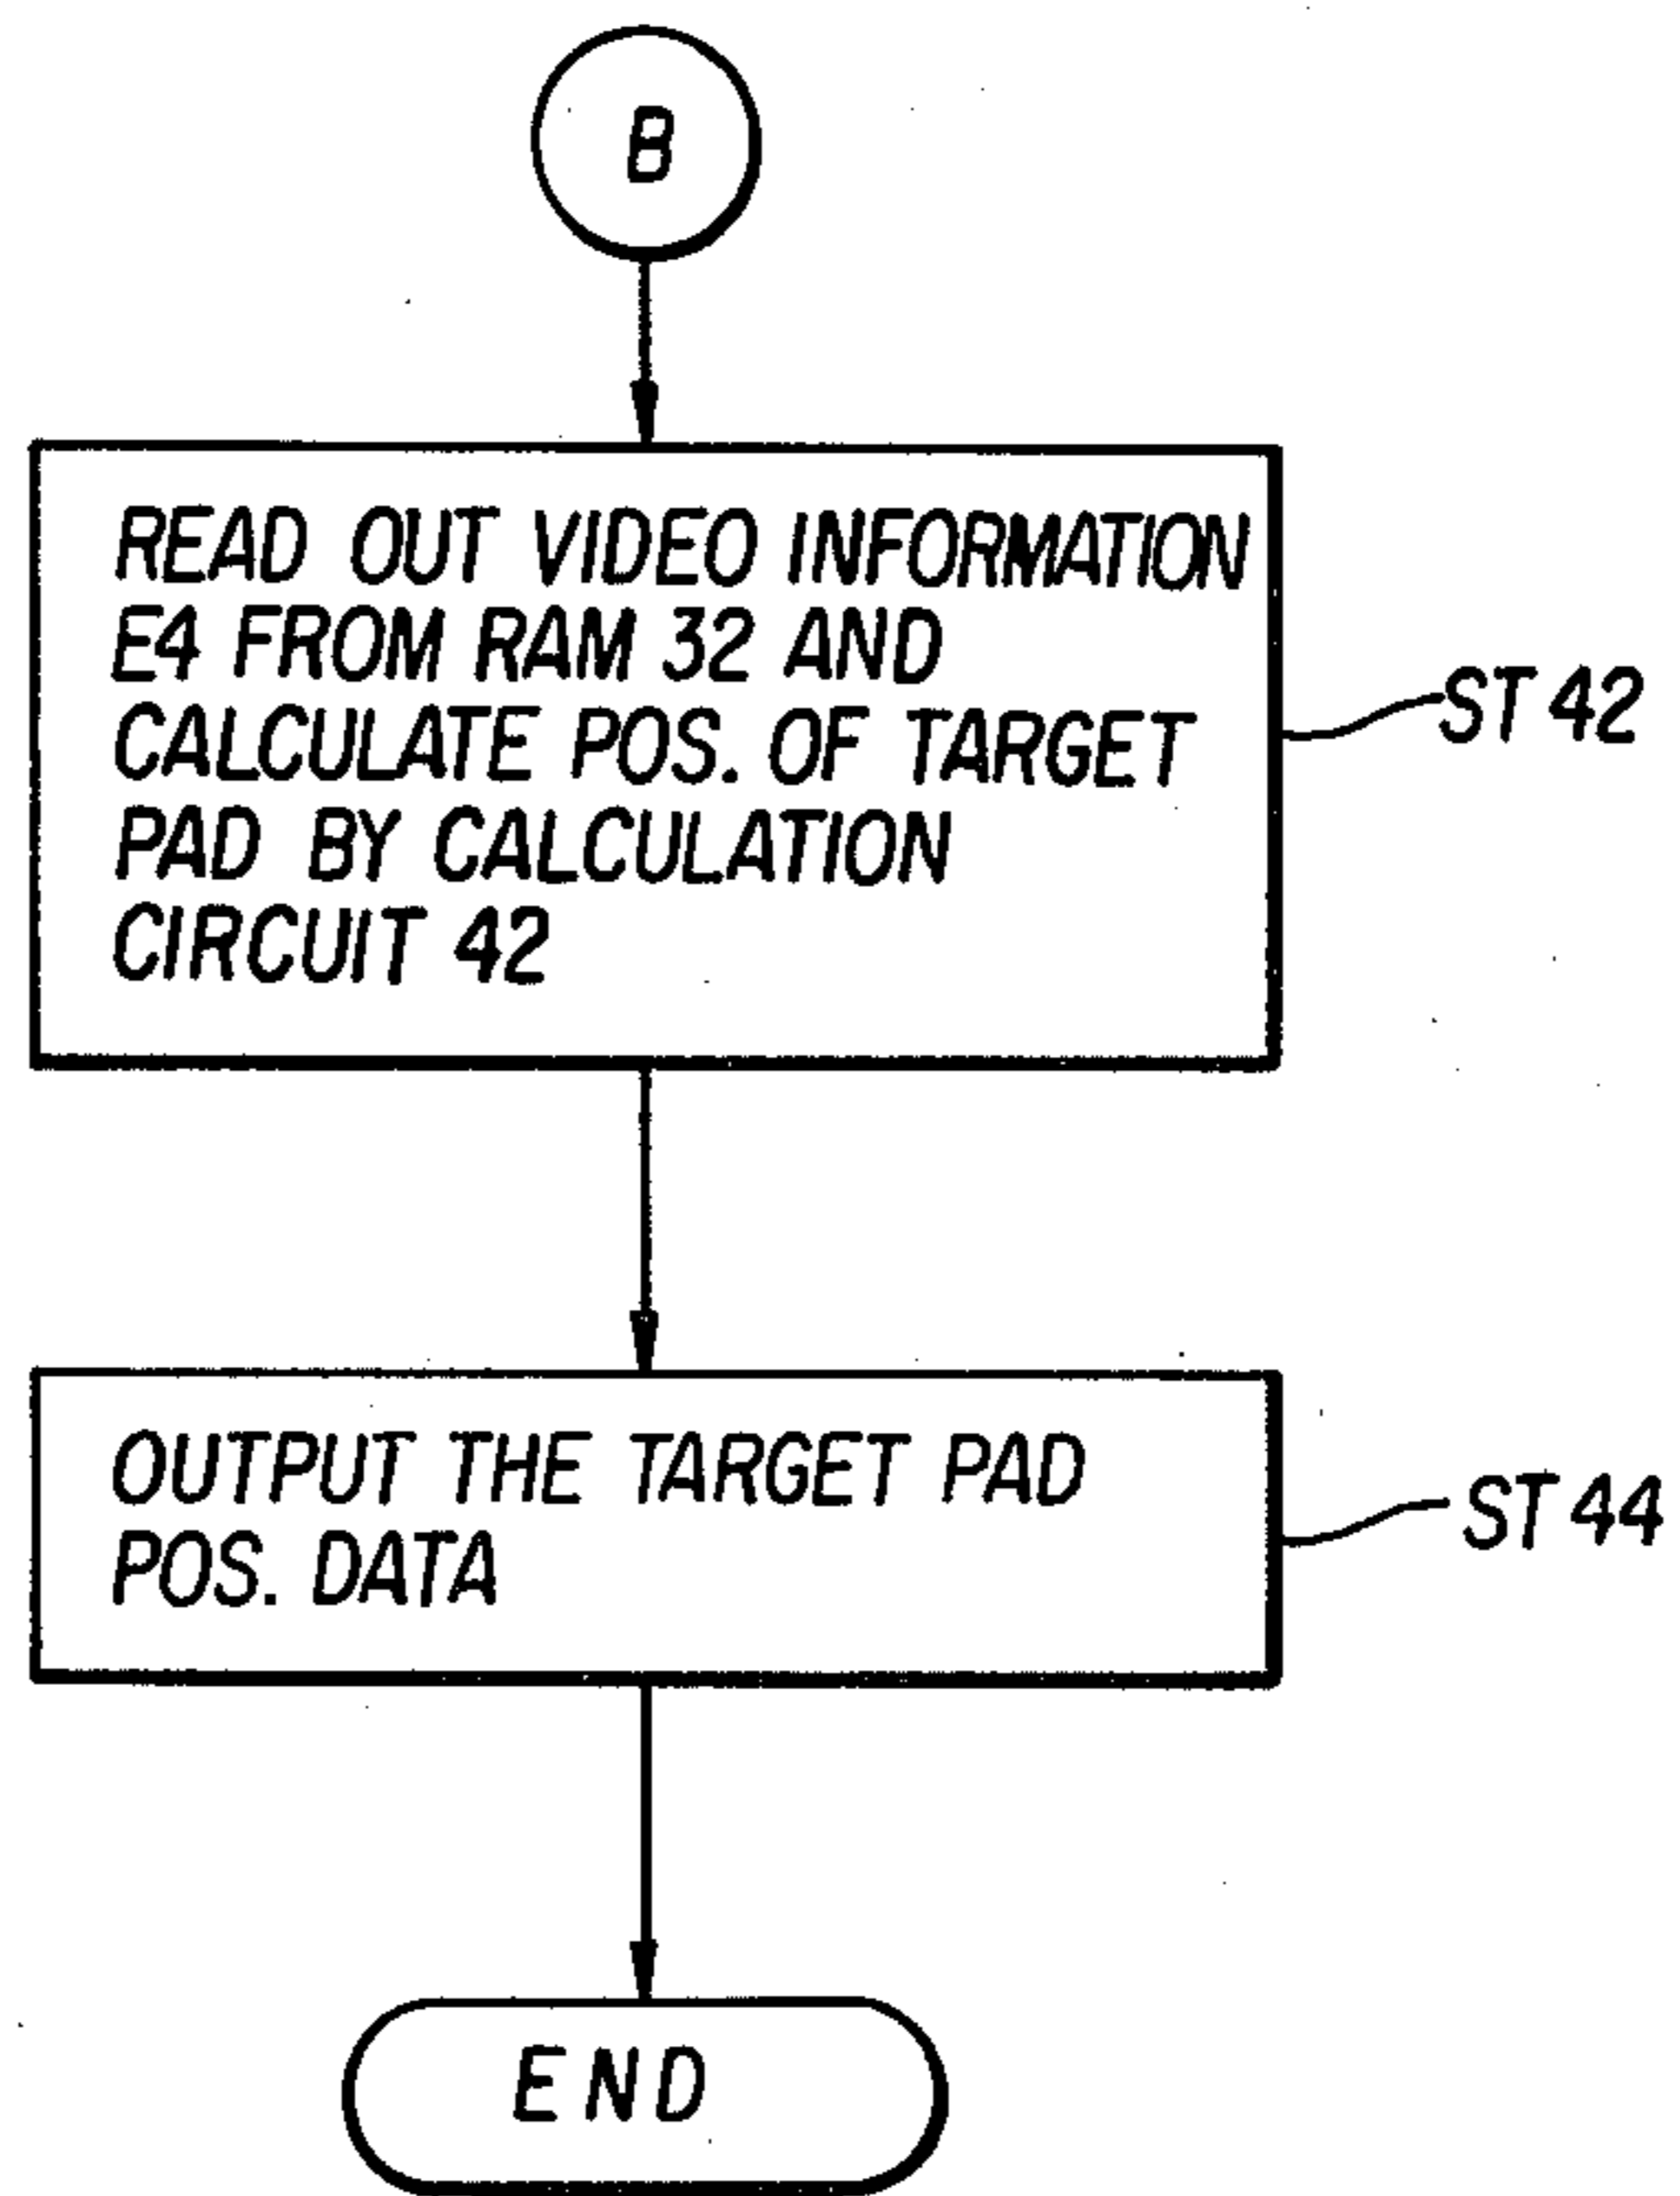 B
READ OUT VIDEO INFORMATION
E4 FROM RAM 32 AND
CALCULATE POS. OF TARGET
PAD BY CALCULATION
CIRCUIT 42
ST 42
OUTPUT THE TARGET PAD
POS. DATA
ST 44
END